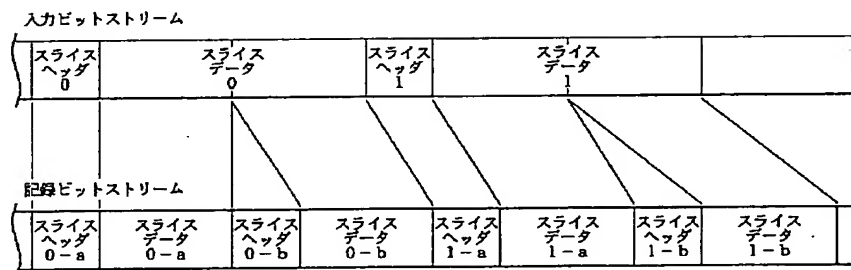 入力ビットストリーム
スライス
ヘッダ
0
スライス
データ
0
スライス
ヘッダ
1
スライス
データ
1
記録ビットストリーム
スライス
ヘッダ
0-a
スライス
データ
0-a
スライス
ヘッダ
0-b
スライス
データ
0-b
スライス
ヘッダ
1-a
スライス
データ
1-a
スライス
ヘッダ
1-b
スライス
データ
1-b